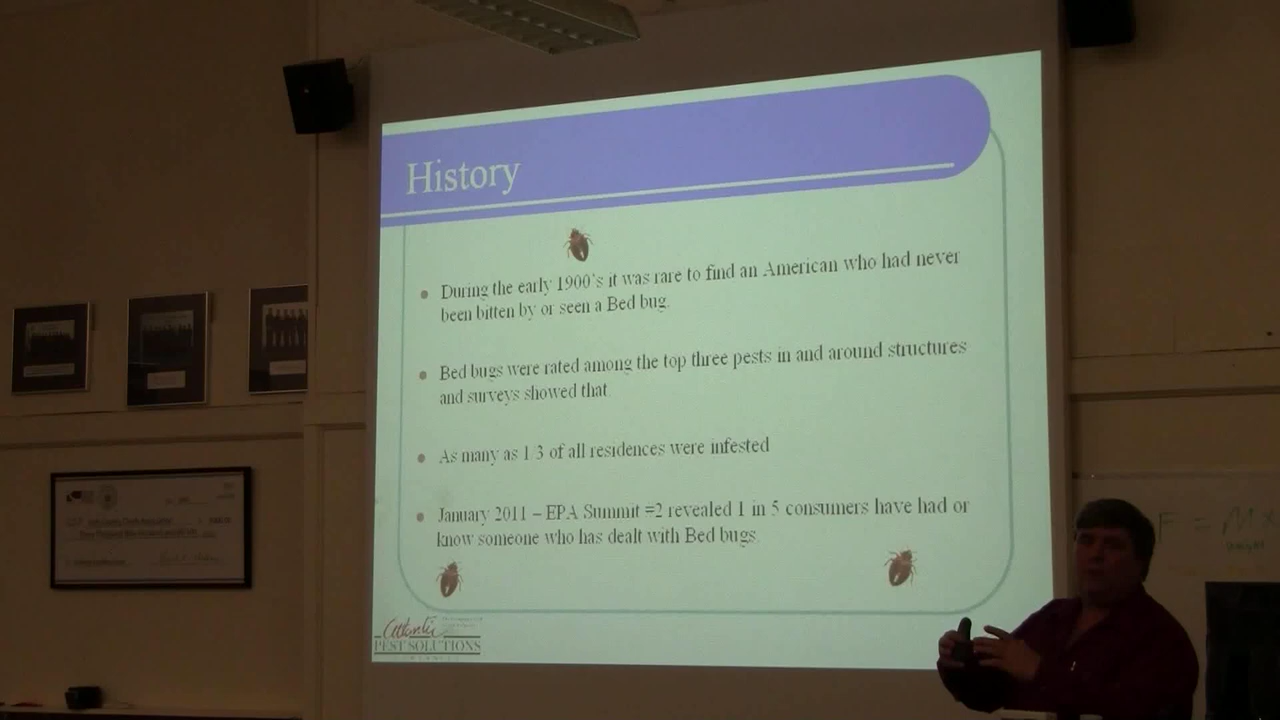 History
During the early 1900's it was rare to find an American who had never
been bitten by or seen a Bed bug.
Bed bugs were rated among the top three pests in and around structures
and surveys showed that
As many as 1/3 of all residences were infested
January 2011 – EPA Summit #2 revealed 1 in 5 consumers have had or
know someone who has dealt with Bed bugs.
Atlantic
PEST SOLUTIONS
F = M